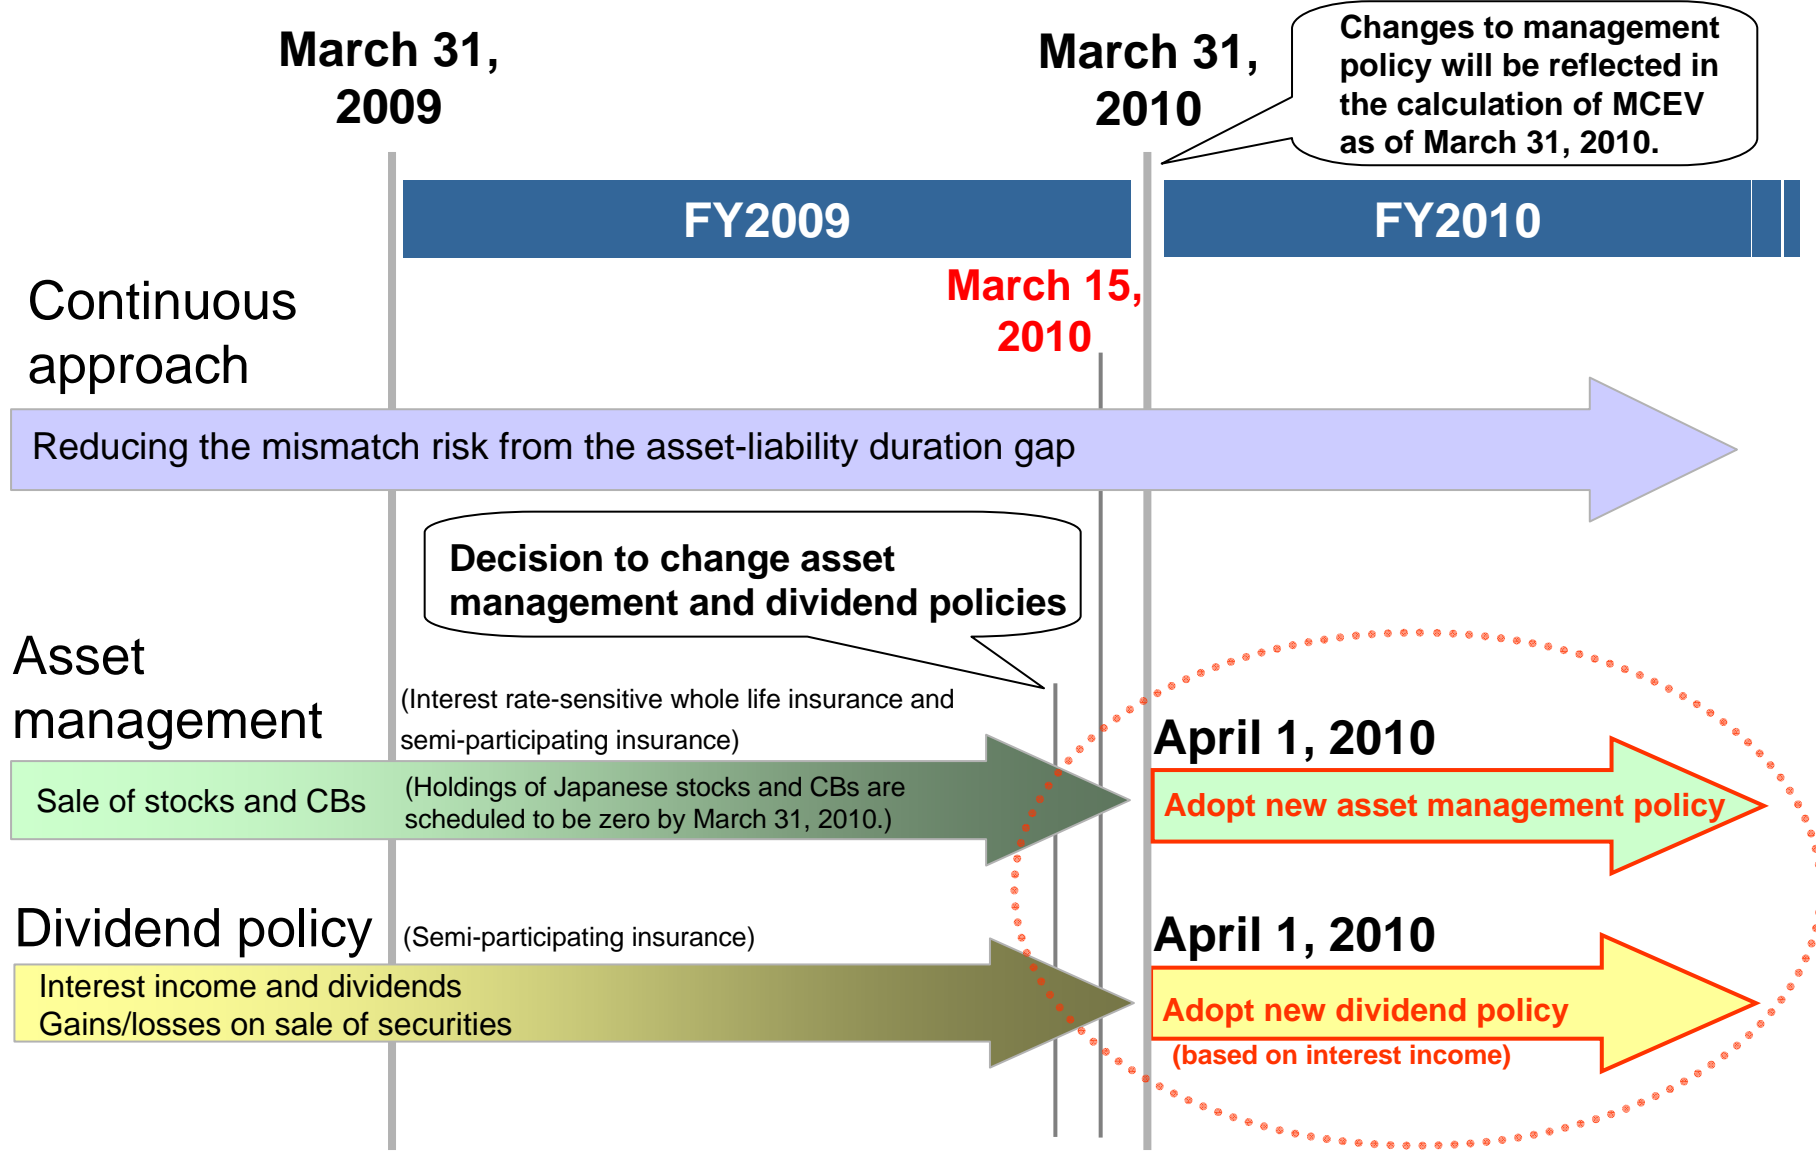 March 31,
2009
March 31,
2010
Changes to management
policy will be reflected in
the calculation of MCEV
as of March 31, 2010.
FY2009
FY2010
March 15,
2010
Continuous
approach
Reducing the mismatch risk from the asset-liability duration gap
Decision to change asset
management and dividend policies
Asset
management
(Interest rate-sensitive whole life insurance and
semi-participating insurance)
Sale of stocks and CBs
(Holdings of Japanese stocks and CBs are
scheduled to be zero by March 31, 2010.)
April 1, 2010
Adopt new asset management policy
Dividend policy
(Semi-participating insurance)
Interest income and dividends
Gains/losses on sale of securities
April 1, 2010
Adopt new dividend policy
(based on interest income)